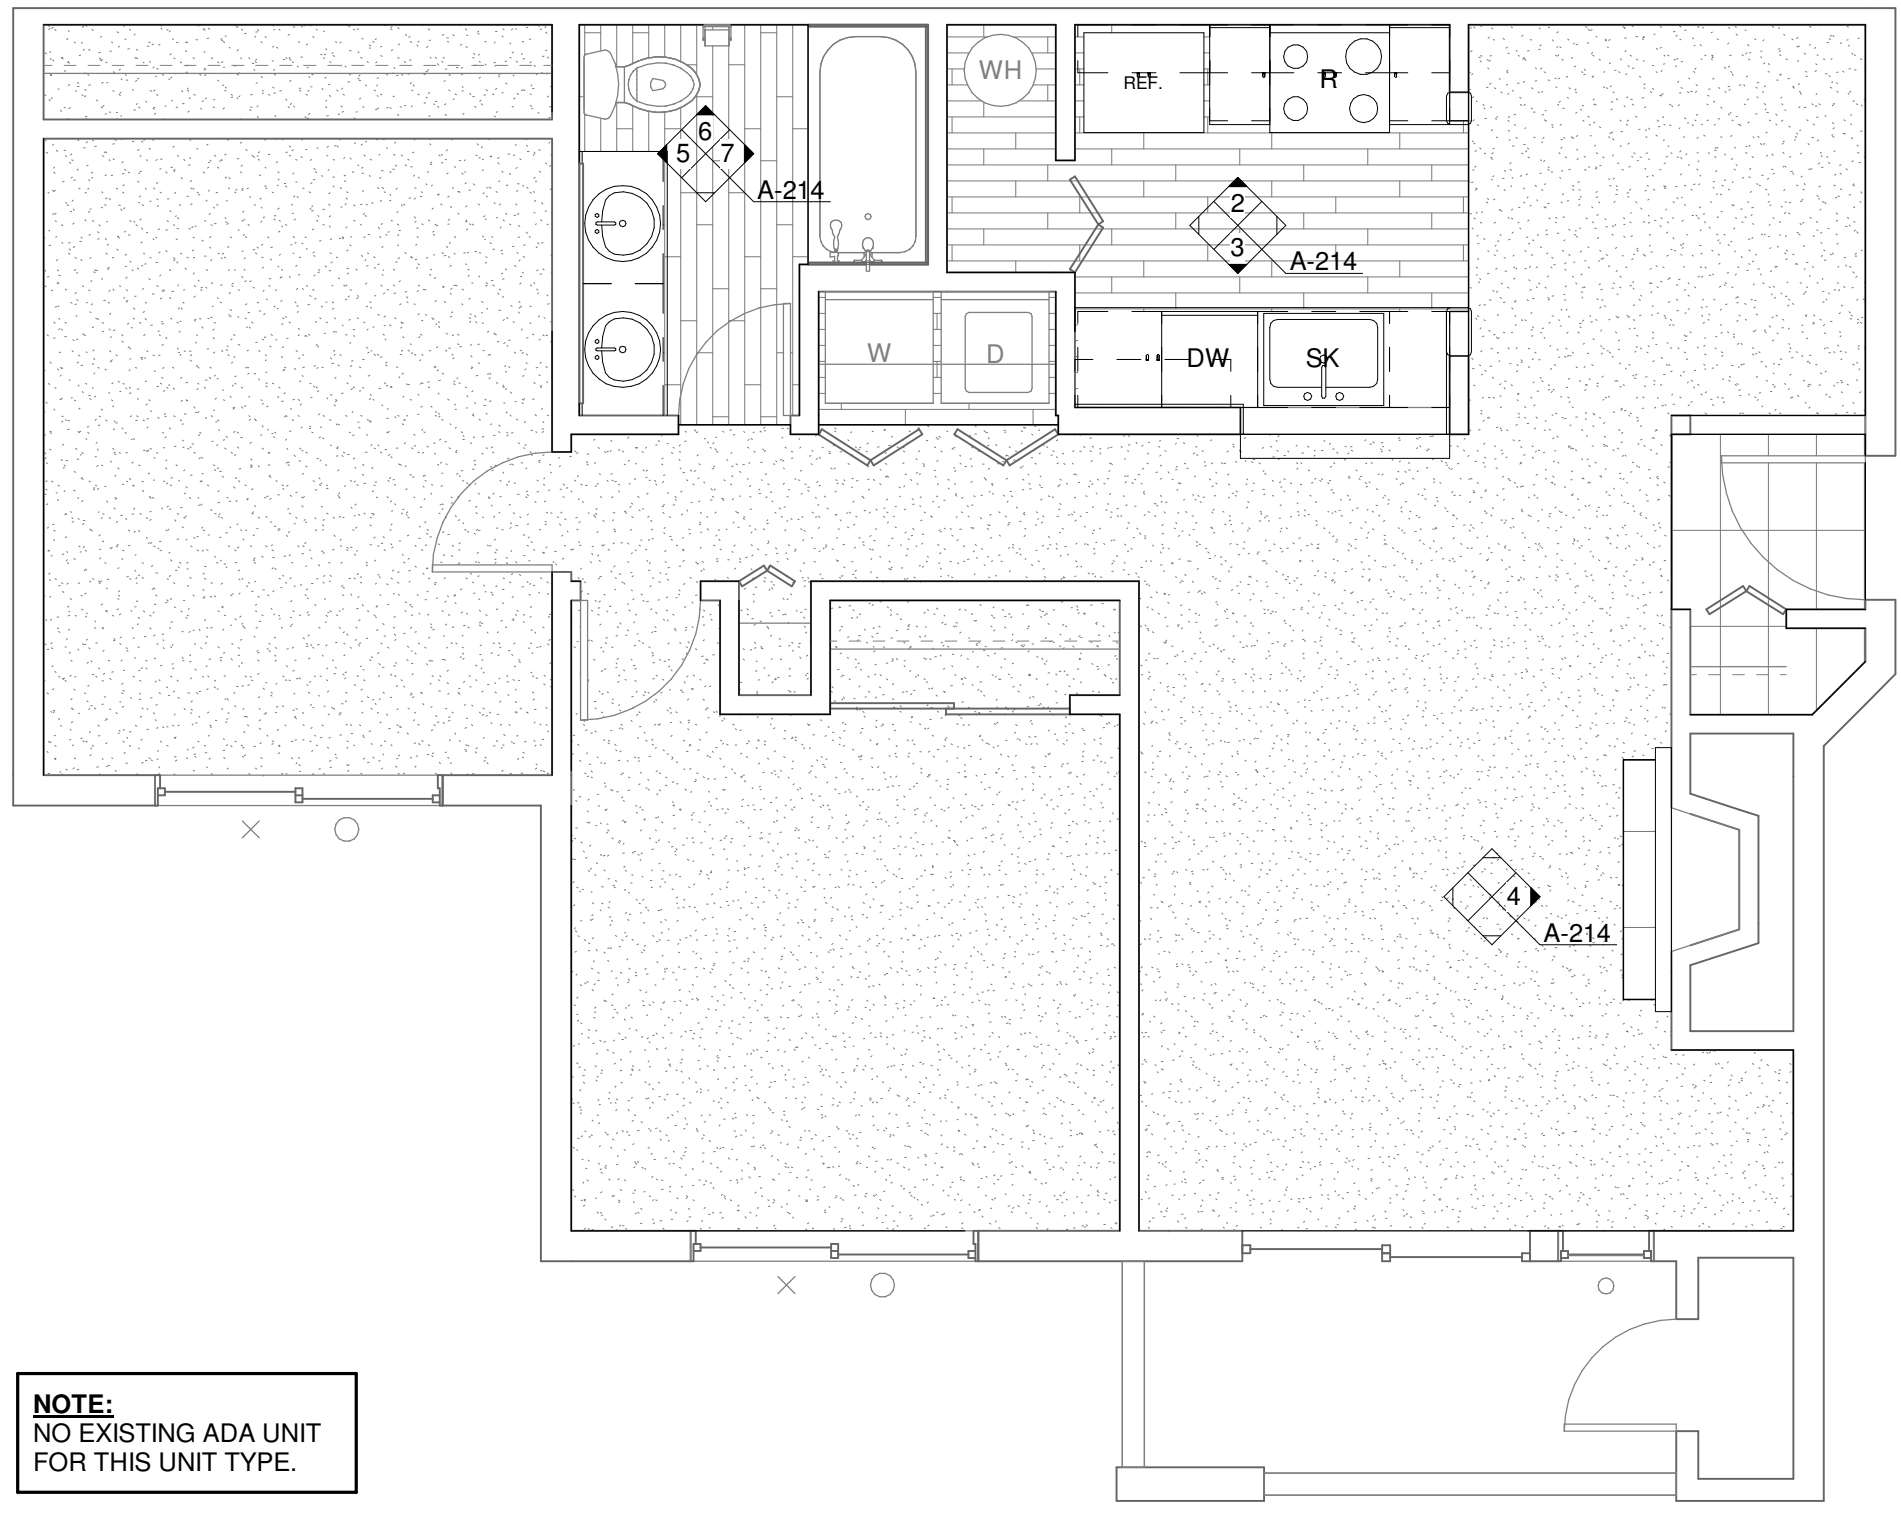 WH
REF.
R
6
5 7
A-214
2
3
A-214
W
D
DW
SK
4
A-214
NOTE:
NO EXISTING ADA UNIT
FOR THIS UNIT TYPE.